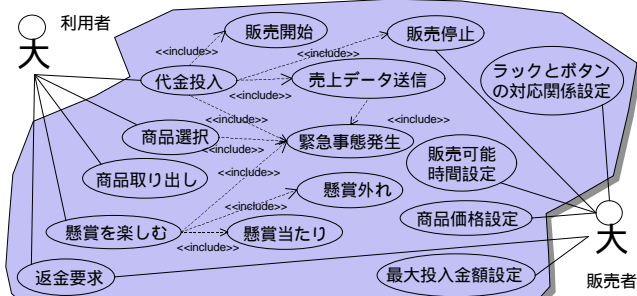 利用者
販売開始
販売停止
<<include>>
<<include>>
ラックとボタン
の対応関係設定
代金投入
<<include>>
売上データ送信
<<include>>
<<include>>
商品選択
<<include>>
緊急事態発生
販売可能
時間設定
商品取り出し
<<include>>
懸賞外れ
<<include>>
商品価格設定
懸賞を楽しむ
懸賞当たり
<<include>>
返金要求
最大投入金額設定
販売者